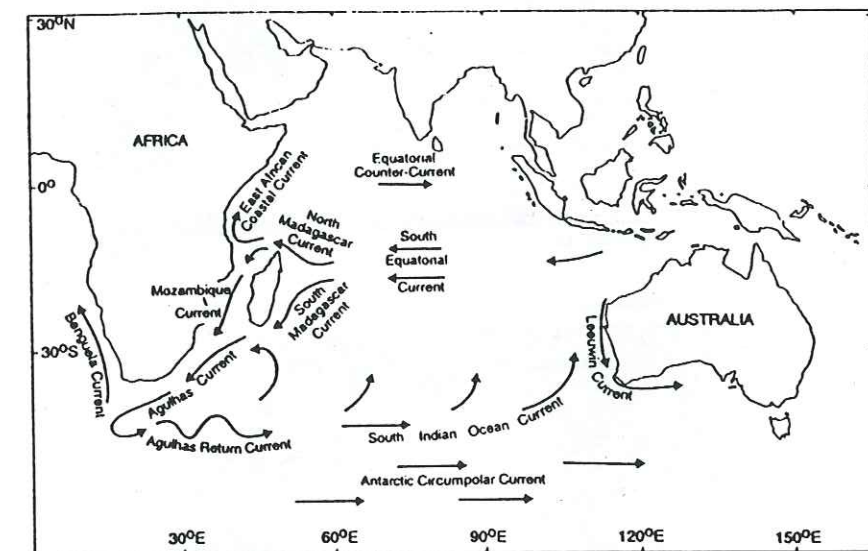 30°N
AFRICA
Equatorial
Counter-Current
0°
East African
Coastal Current
North
Madagascar
Current
South
Equatorial
Current
Mozambique
Current
South
Madagascar
Current
Benguela Current
30°S
Agulhas Current
Agulhas Return Current
Leeuwin Current
AUSTRALIA
South Indian Ocean Current
Antarctic Circumpolar Current
30°E
60°E
90°E
120°E
150°E